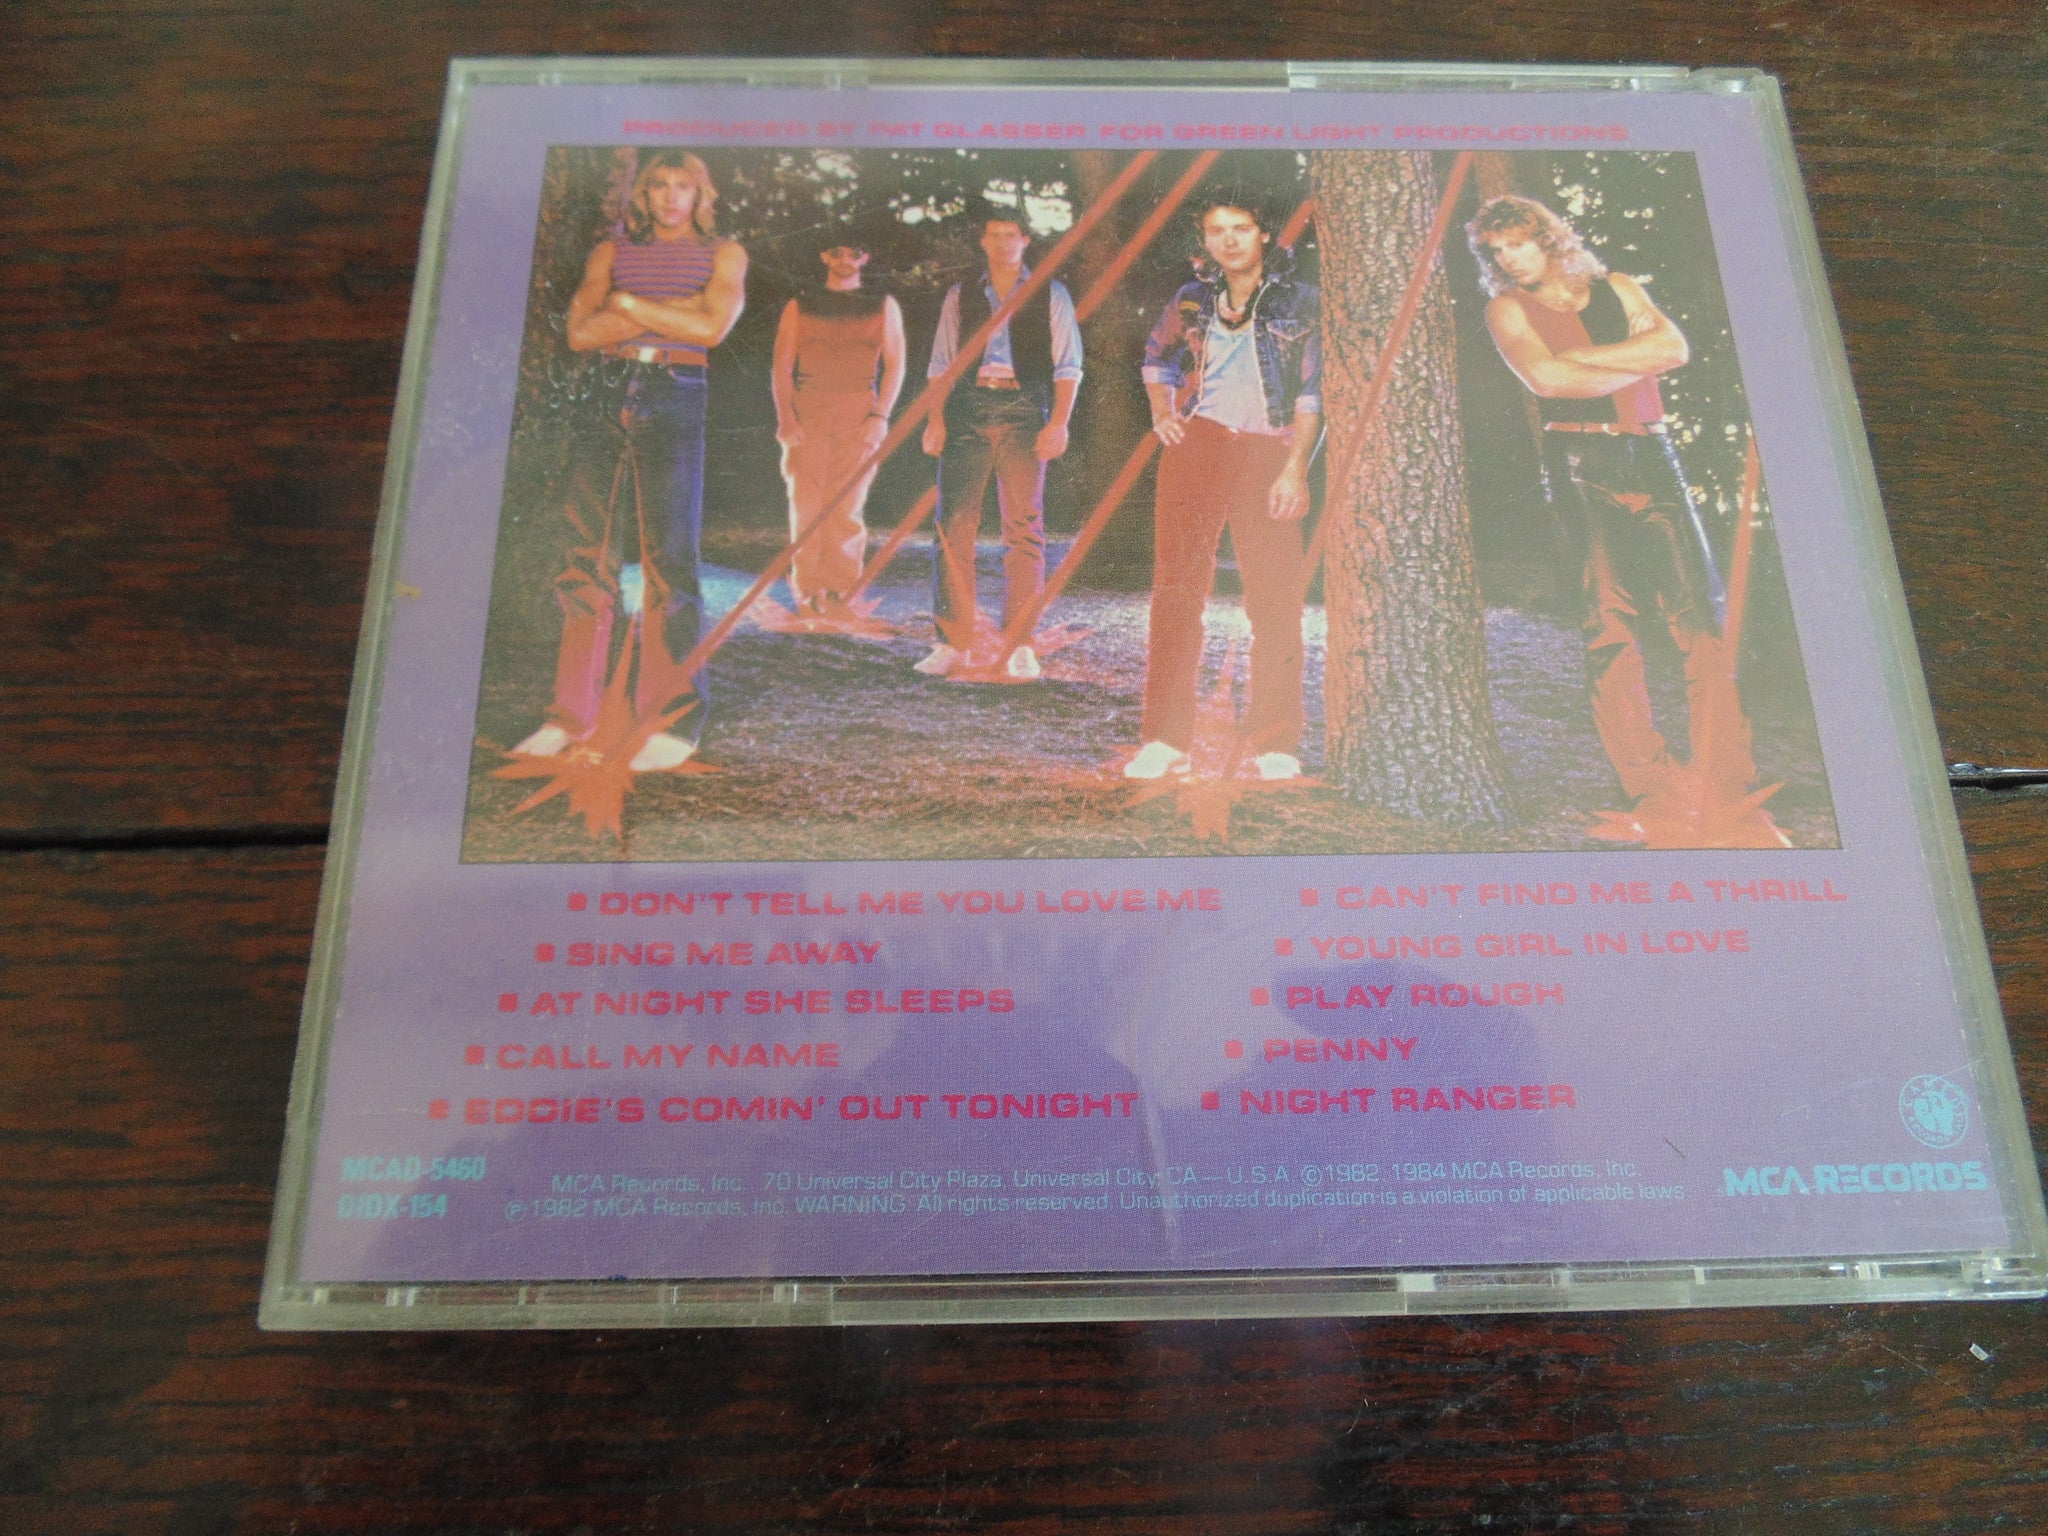 PRODUCED BY PAT GLASSER FOR GREEN LIGHT PRODUCTIONS
▪ DON'T TELL ME YOU LOVE ME
▪ SING ME AWAY
▪ AT NIGHT SHE SLEEPS
▪ CALL MY NAME
▪ EDDIE'S COMIN' OUT TONIGHT
▪ CAN'T FIND ME A THRILL
▪ YOUNG GIRL IN LOVE
▪ PLAY ROUGH
▪ PENNY
▪ NIGHT RANGER
MCAD-5460
DIDX-154
MCA Records, Inc. 70 Universal City Plaza, Universal City, CA — U.S.A. ©1982, 1984 MCA Records, Inc.
℗ 1982 MCA Records, Inc. WARNING: All rights reserved. Unauthorized duplication is a violation of applicable laws.
MCA RECORDS